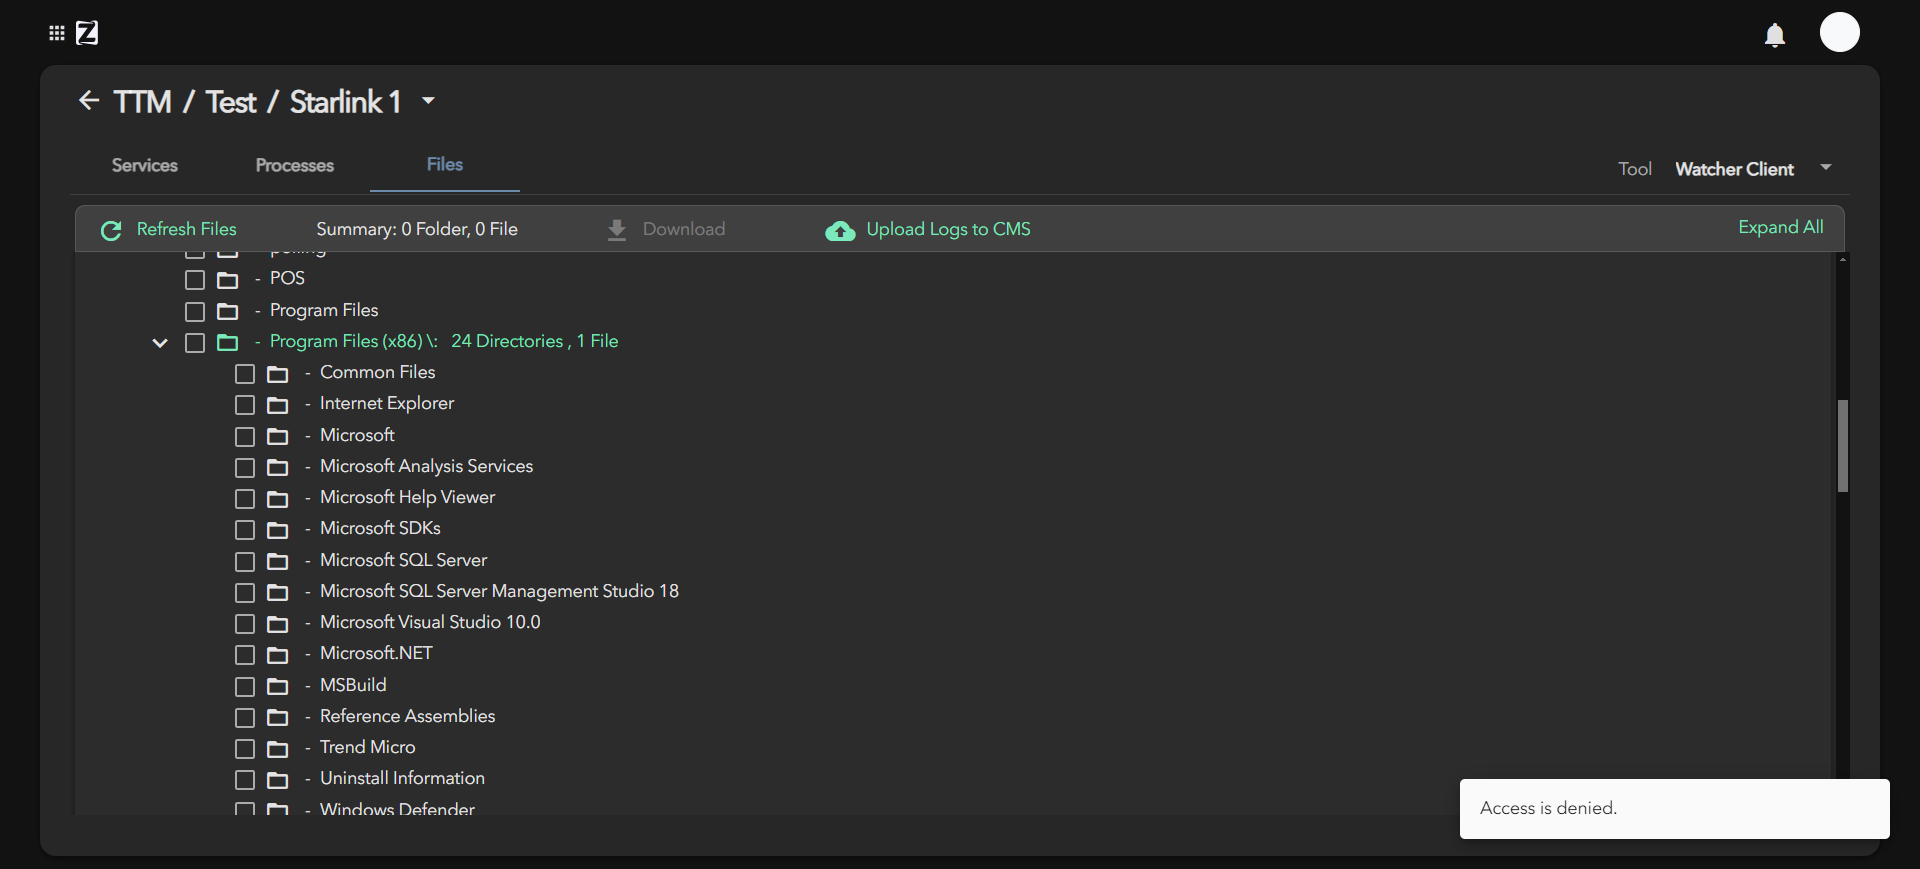 Z
TTM / Test / Starlink 1
Services Processes Files Tool Watcher Client
Refresh Files Summary: 0 Folder, 0 File Download Upload Logs to CMS Expand All
- polling
- POS
- Program Files
- Program Files (x86) \: 24 Directories , 1 File
- Common Files
- Internet Explorer
- Microsoft
- Microsoft Analysis Services
- Microsoft Help Viewer
- Microsoft SDKs
- Microsoft SQL Server
- Microsoft SQL Server Management Studio 18
- Microsoft Visual Studio 10.0
- Microsoft.NET
- MSBuild
- Reference Assemblies
- Trend Micro
- Uninstall Information
- Windows Defender
Access is denied.